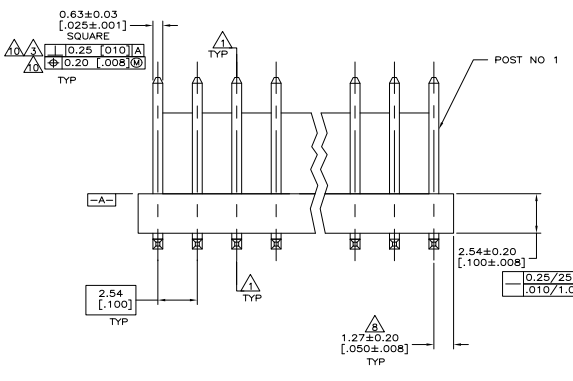 0.63±0.03
[.025±.001]
SQUARE
10 3 ⊥ 0.25 [010] A
10 ⌖ 0.20 [.008] Ⓜ
TYP
1
TYP
POST NO 1
-A-
2.54±0.20
[.100±.008]
0.25/25
.010/1.0
2.54
[.100]
TYP
1
TYP
8
1.27±0.20
[.050±.008]
TYP